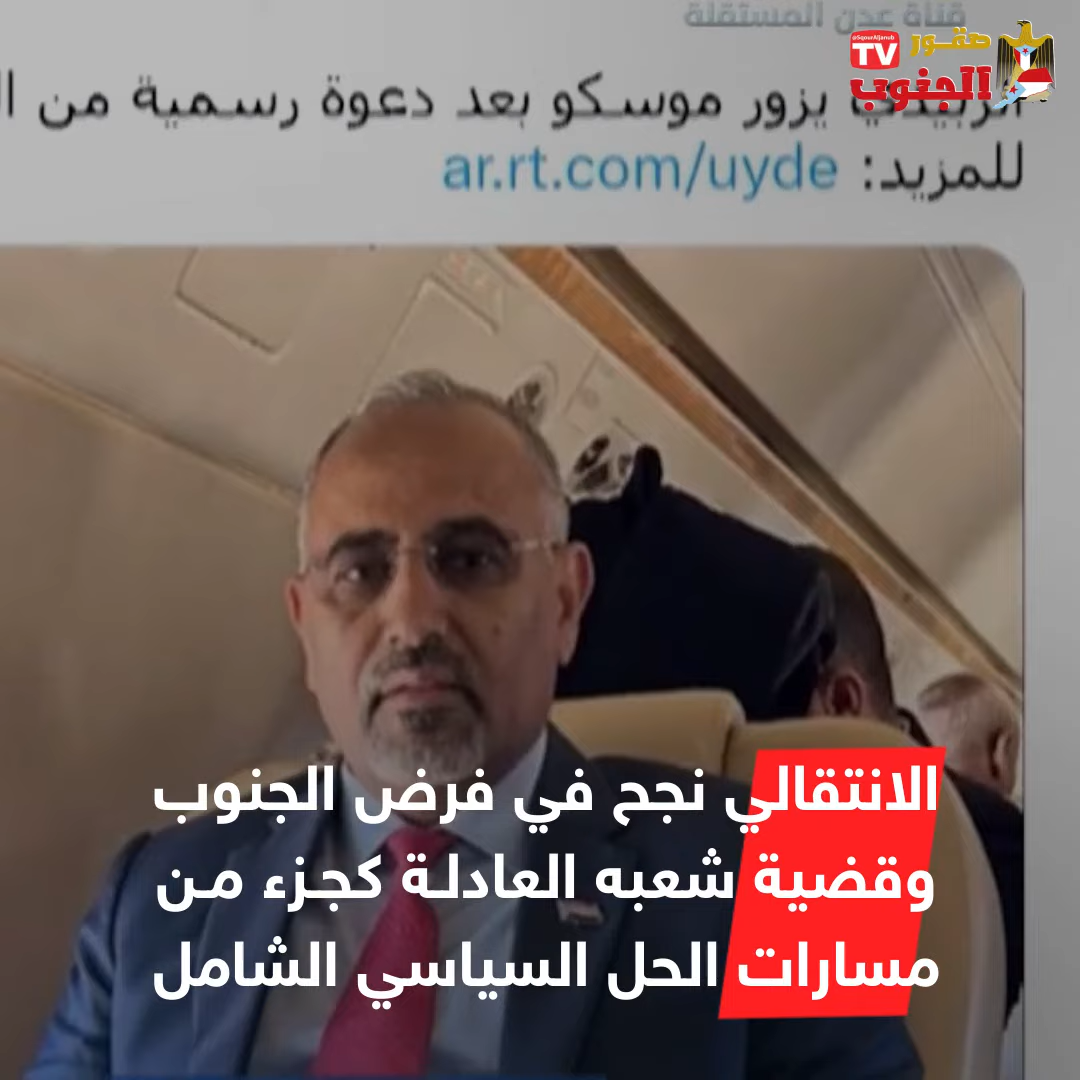 قناة عدن المستقلة
صقور
الجنوب
@SqourAljanub
TV
يزور موسكو بعد دعوة رسمية من
للمزيد: ar.rt.com/uyde
الانتقالي نجح في فرض الجنوب
وقضية شعبه العادلة كجزء من
مسارات الحل السياسي الشامل